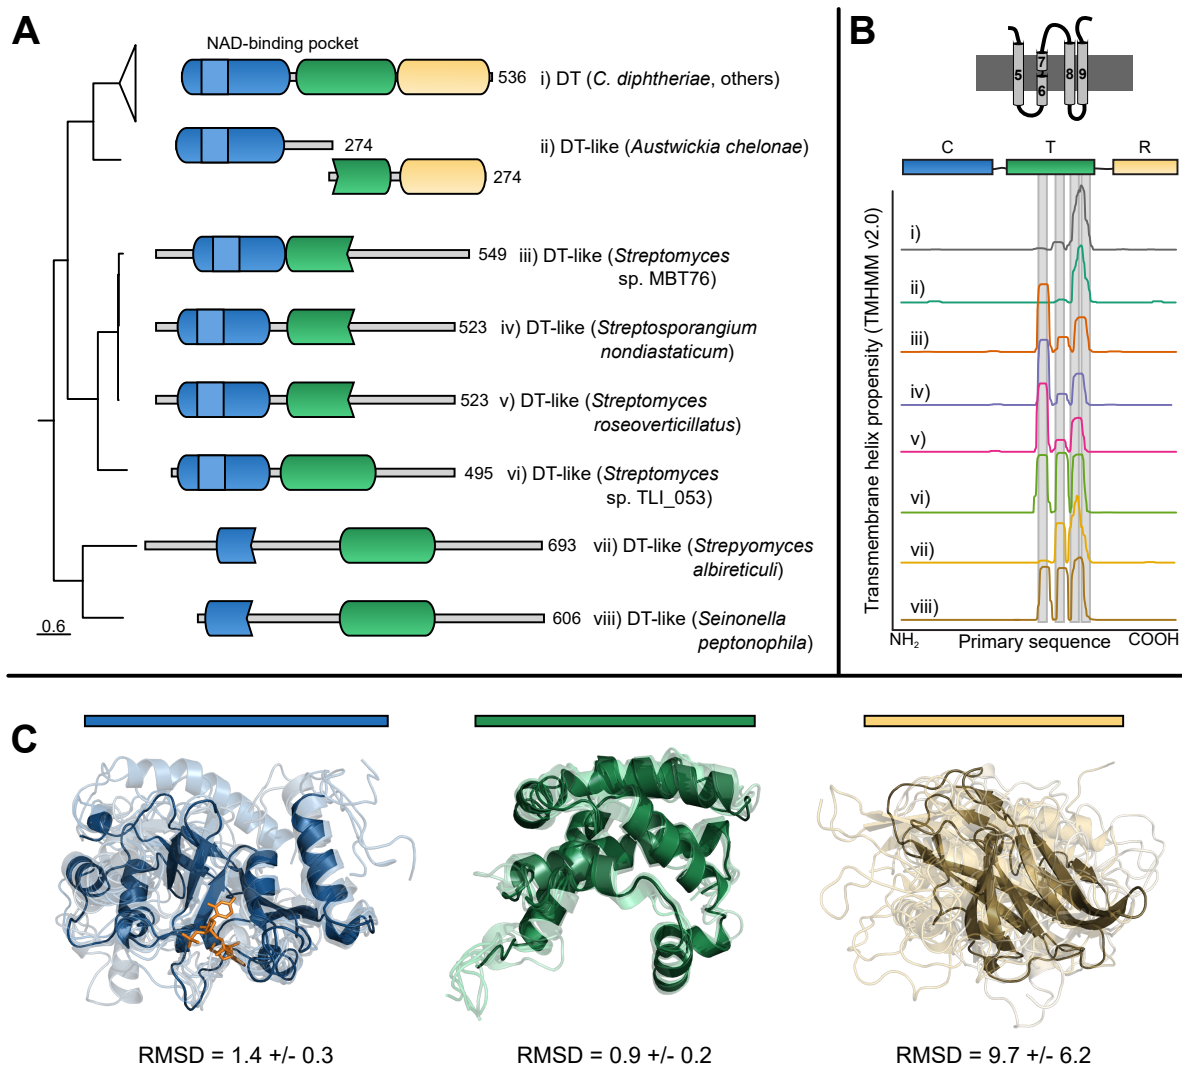 A
NAD-binding pocket
536 i) DT (C. diphtheriae, others)
274 ii) DT-like (Austwickia chelonae)
274
549 iii) DT-like (Streptomyces
sp. MBT76)
523 iv) DT-like (Streptosporangium
nondiastaticum)
523 v) DT-like (Streptomyces
roseoverticillatus)
495 vi) DT-like (Streptomyces
sp. TLI_053)
693 vii) DT-like (Strepyomyces
albireticuli)
606 viii) DT-like (Seinonella
peptonophila)
0.6
B
5 7 6 8 9
C T R
Transmembrane helix propensity (TMHMM v2.0)
i)
ii)
iii)
iv)
v)
vi)
vii)
viii)
NH₂ Primary sequence COOH
C
RMSD = 1.4 +/- 0.3
RMSD = 0.9 +/- 0.2
RMSD = 9.7 +/- 6.2